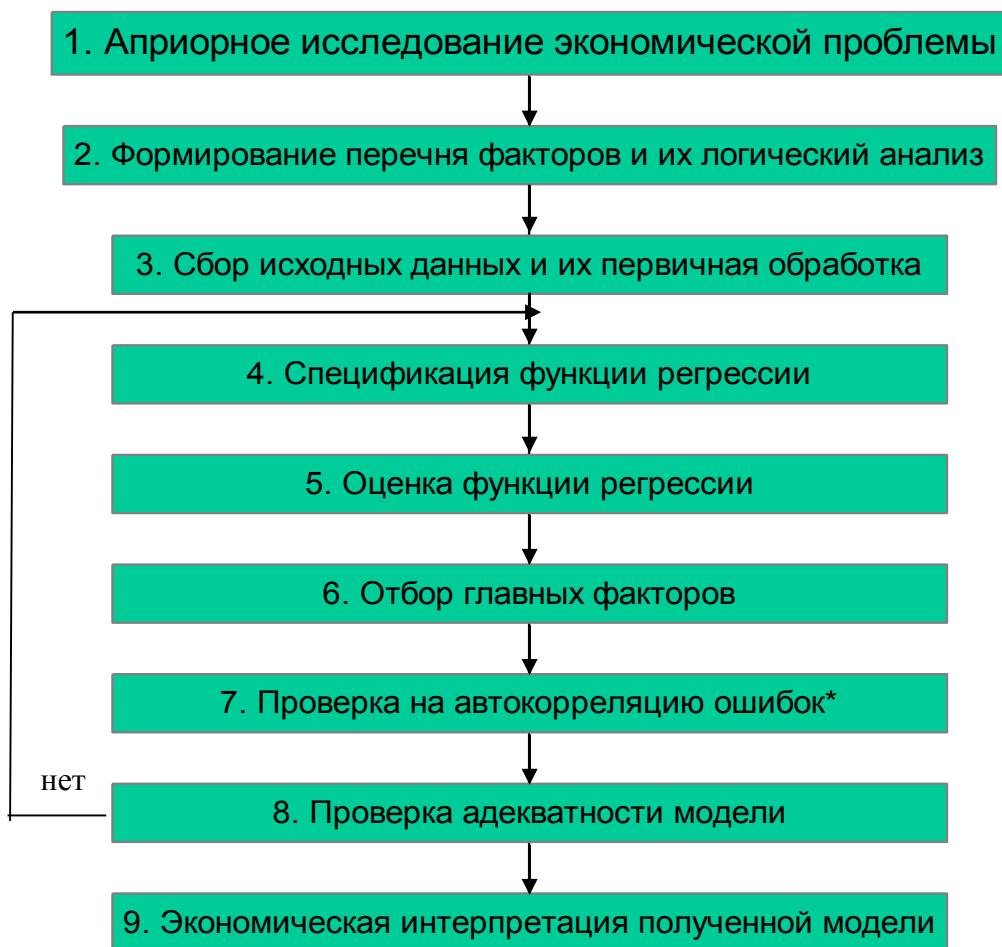 1. Априорное исследование экономической проблемы
2. Формирование перечня факторов и их логический анализ
3. Сбор исходных данных и их первичная обработка
4. Спецификация функции регрессии
5. Оценка функции регрессии
6. Отбор главных факторов
7. Проверка на автокорреляцию ошибок*
нет
8. Проверка адекватности модели
9. Экономическая интерпретация полученной модели